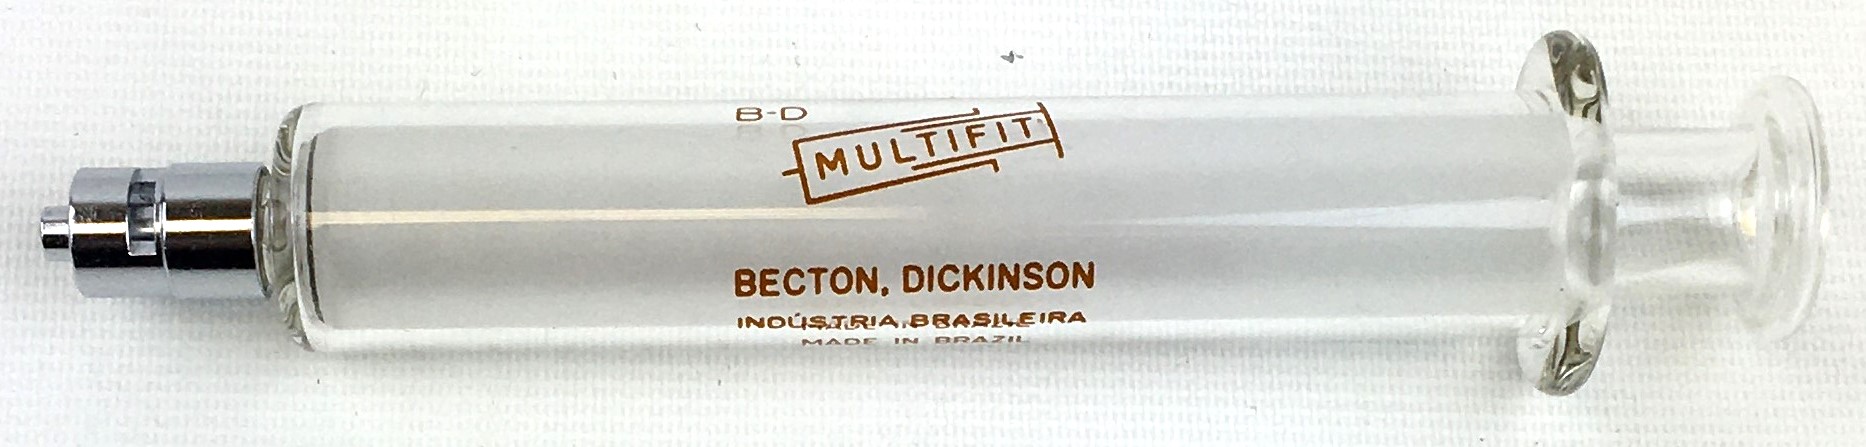 B-D
MULTIFIT
BECTON, DICKINSON
INDÚSTRIA BRASILEIRA
MADE IN BRAZIL